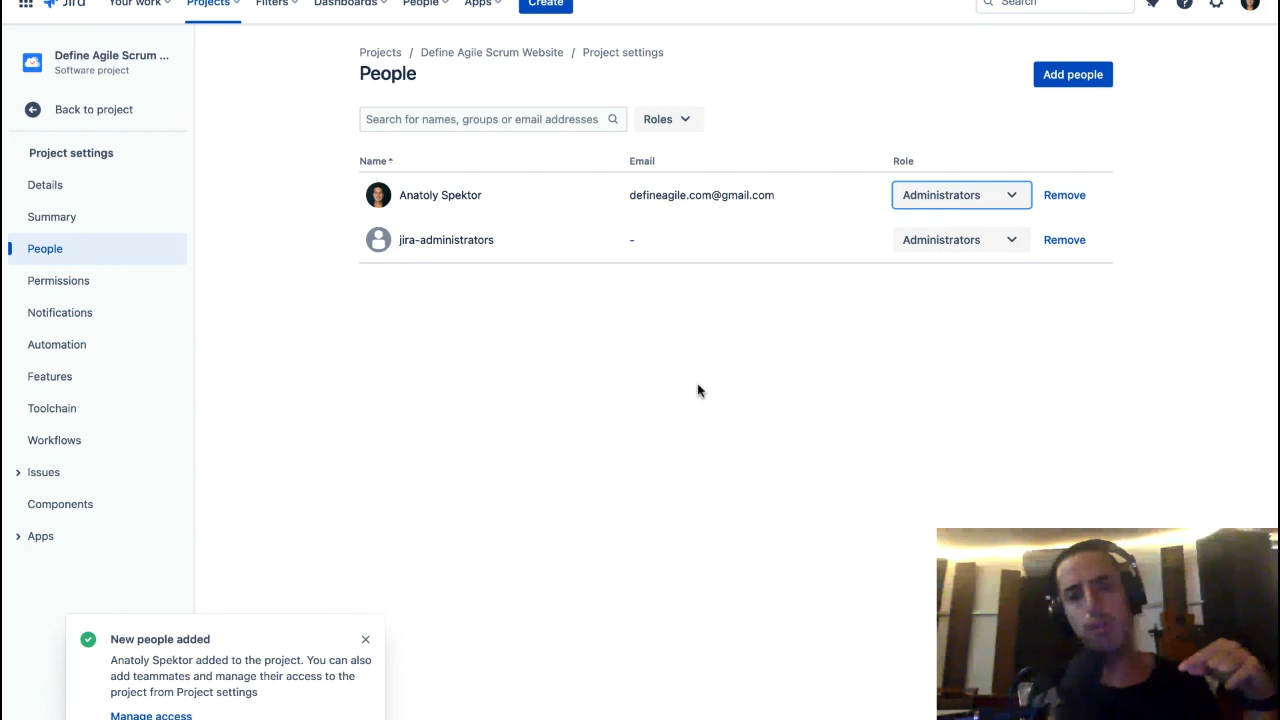 Jira
Your work
Projects
Filters
Dashboards
People
Apps
Create
Search
Define Agile Scrum ...
Software project
Back to project
Project settings
Details
Summary
People
Permissions
Notifications
Automation
Features
Toolchain
Workflows
Issues
Components
Apps
Projects / Define Agile Scrum Website / Project settings
People
Add people
Search for names, groups or email addresses
Roles
Name Email Role
Anatoly Spektor defineagile.com@gmail.com Administrators Remove
jira-administrators - Administrators Remove
New people added
Anatoly Spektor added to the project. You can also
add teammates and manage their access to the
project from Project settings
Manage access